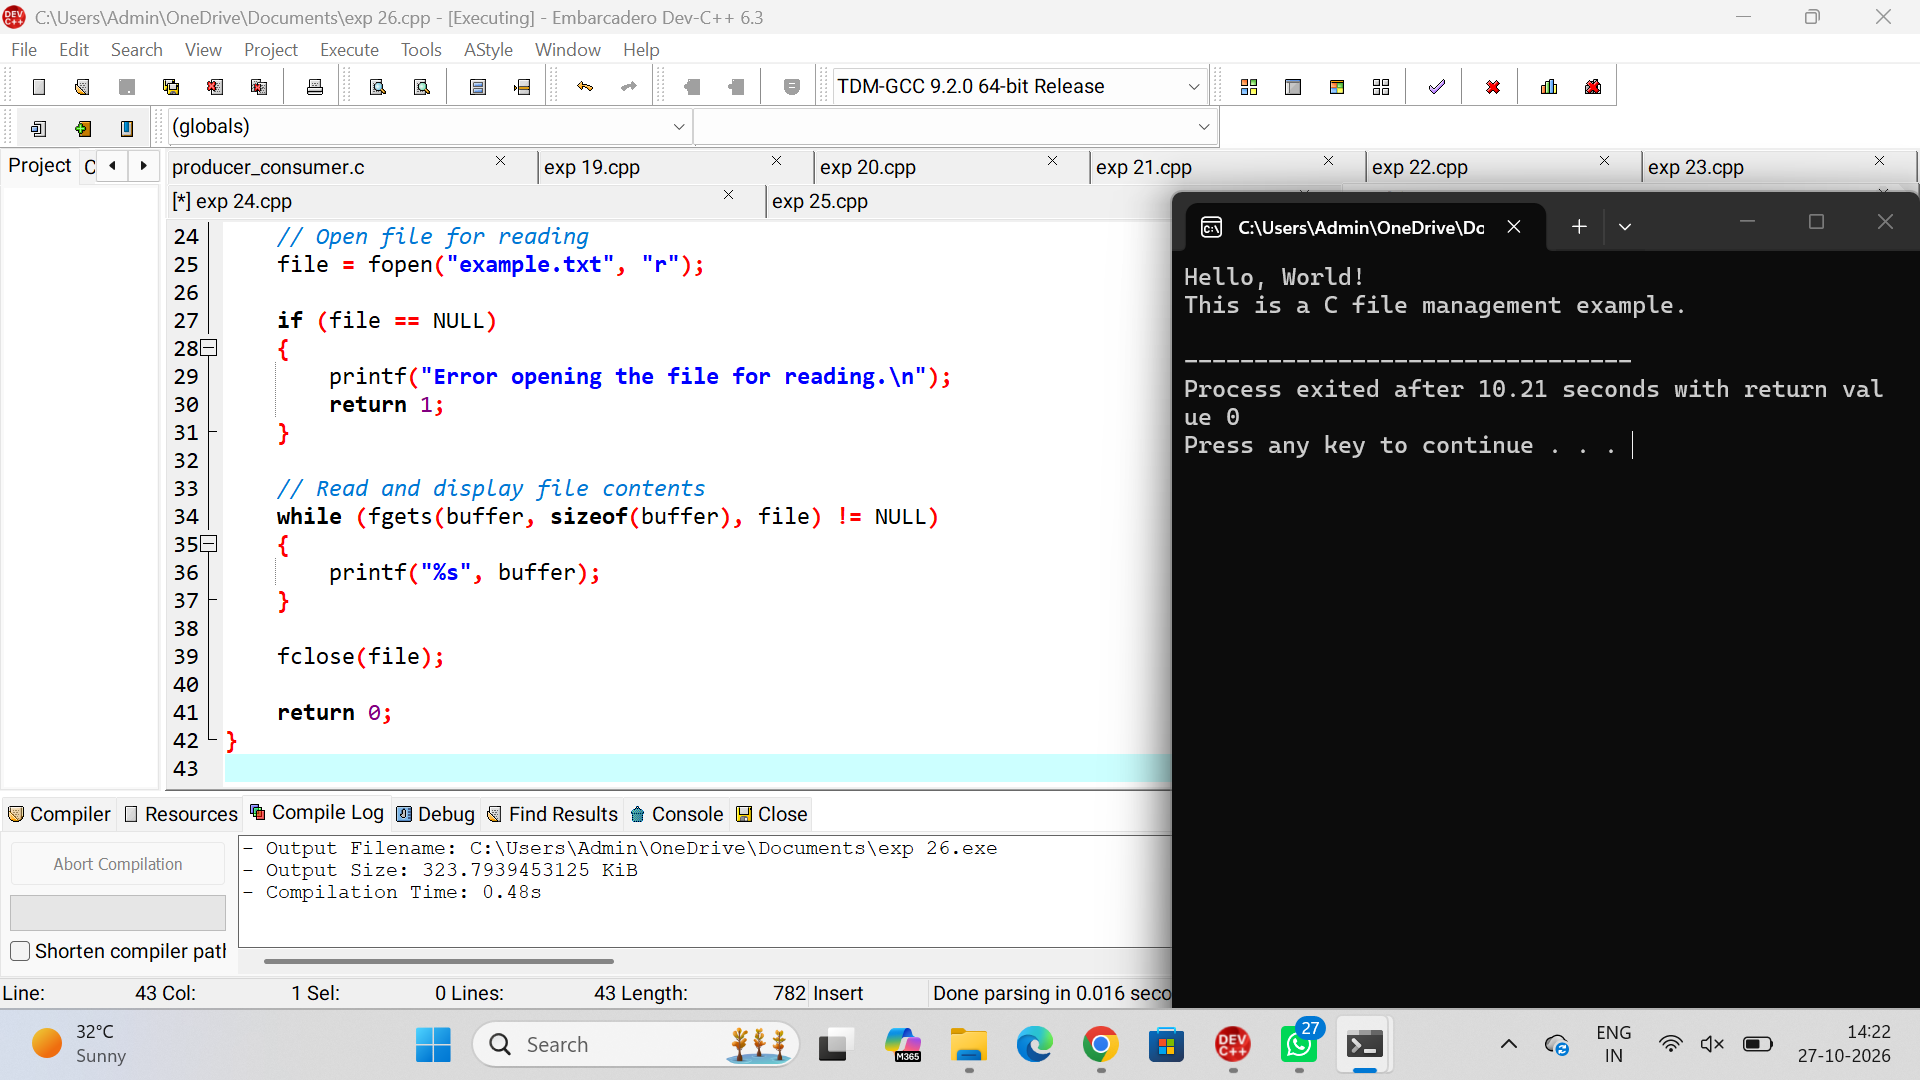 C:\Users\Admin\OneDrive\Documents\exp 26.cpp - [Executing] - Embarcadero Dev-C++ 6.3
File Edit Search View Project Execute Tools AStyle Window Help
TDM-GCC 9.2.0 64-bit Release
(globals)
Project C
producer_consumer.c exp 19.cpp exp 20.cpp exp 21.cpp exp 22.cpp exp 23.cpp
[*] exp 24.cpp exp 25.cpp
24 // Open file for reading
25 file = fopen("example.txt", "r");
26
27 if (file == NULL)
28 {
29 printf("Error opening the file for reading.\n");
30 return 1;
31 }
32
33 // Read and display file contents
34 while (fgets(buffer, sizeof(buffer), file) != NULL)
35 {
36 printf("%s", buffer);
37 }
38
39 fclose(file);
40
41 return 0;
42 }
43
C:\Users\Admin\OneDrive\Dc
Hello, World!
This is a C file management example.
--------------------------------
Process exited after 10.21 seconds with return val
ue 0
Press any key to continue . . .
Compiler Resources Compile Log Debug Find Results Console Close
Abort Compilation
Shorten compiler path
- Output Filename: C:\Users\Admin\OneDrive\Documents\exp 26.exe
- Output Size: 323.7939453125 KiB
- Compilation Time: 0.48s
Line: 43 Col: 1 Sel: 0 Lines: 43 Length: 782 Insert Done parsing in 0.016 seco
32°C
Sunny
Search
M365
DEV C++
27
ENG
IN
14:22
27-10-2026